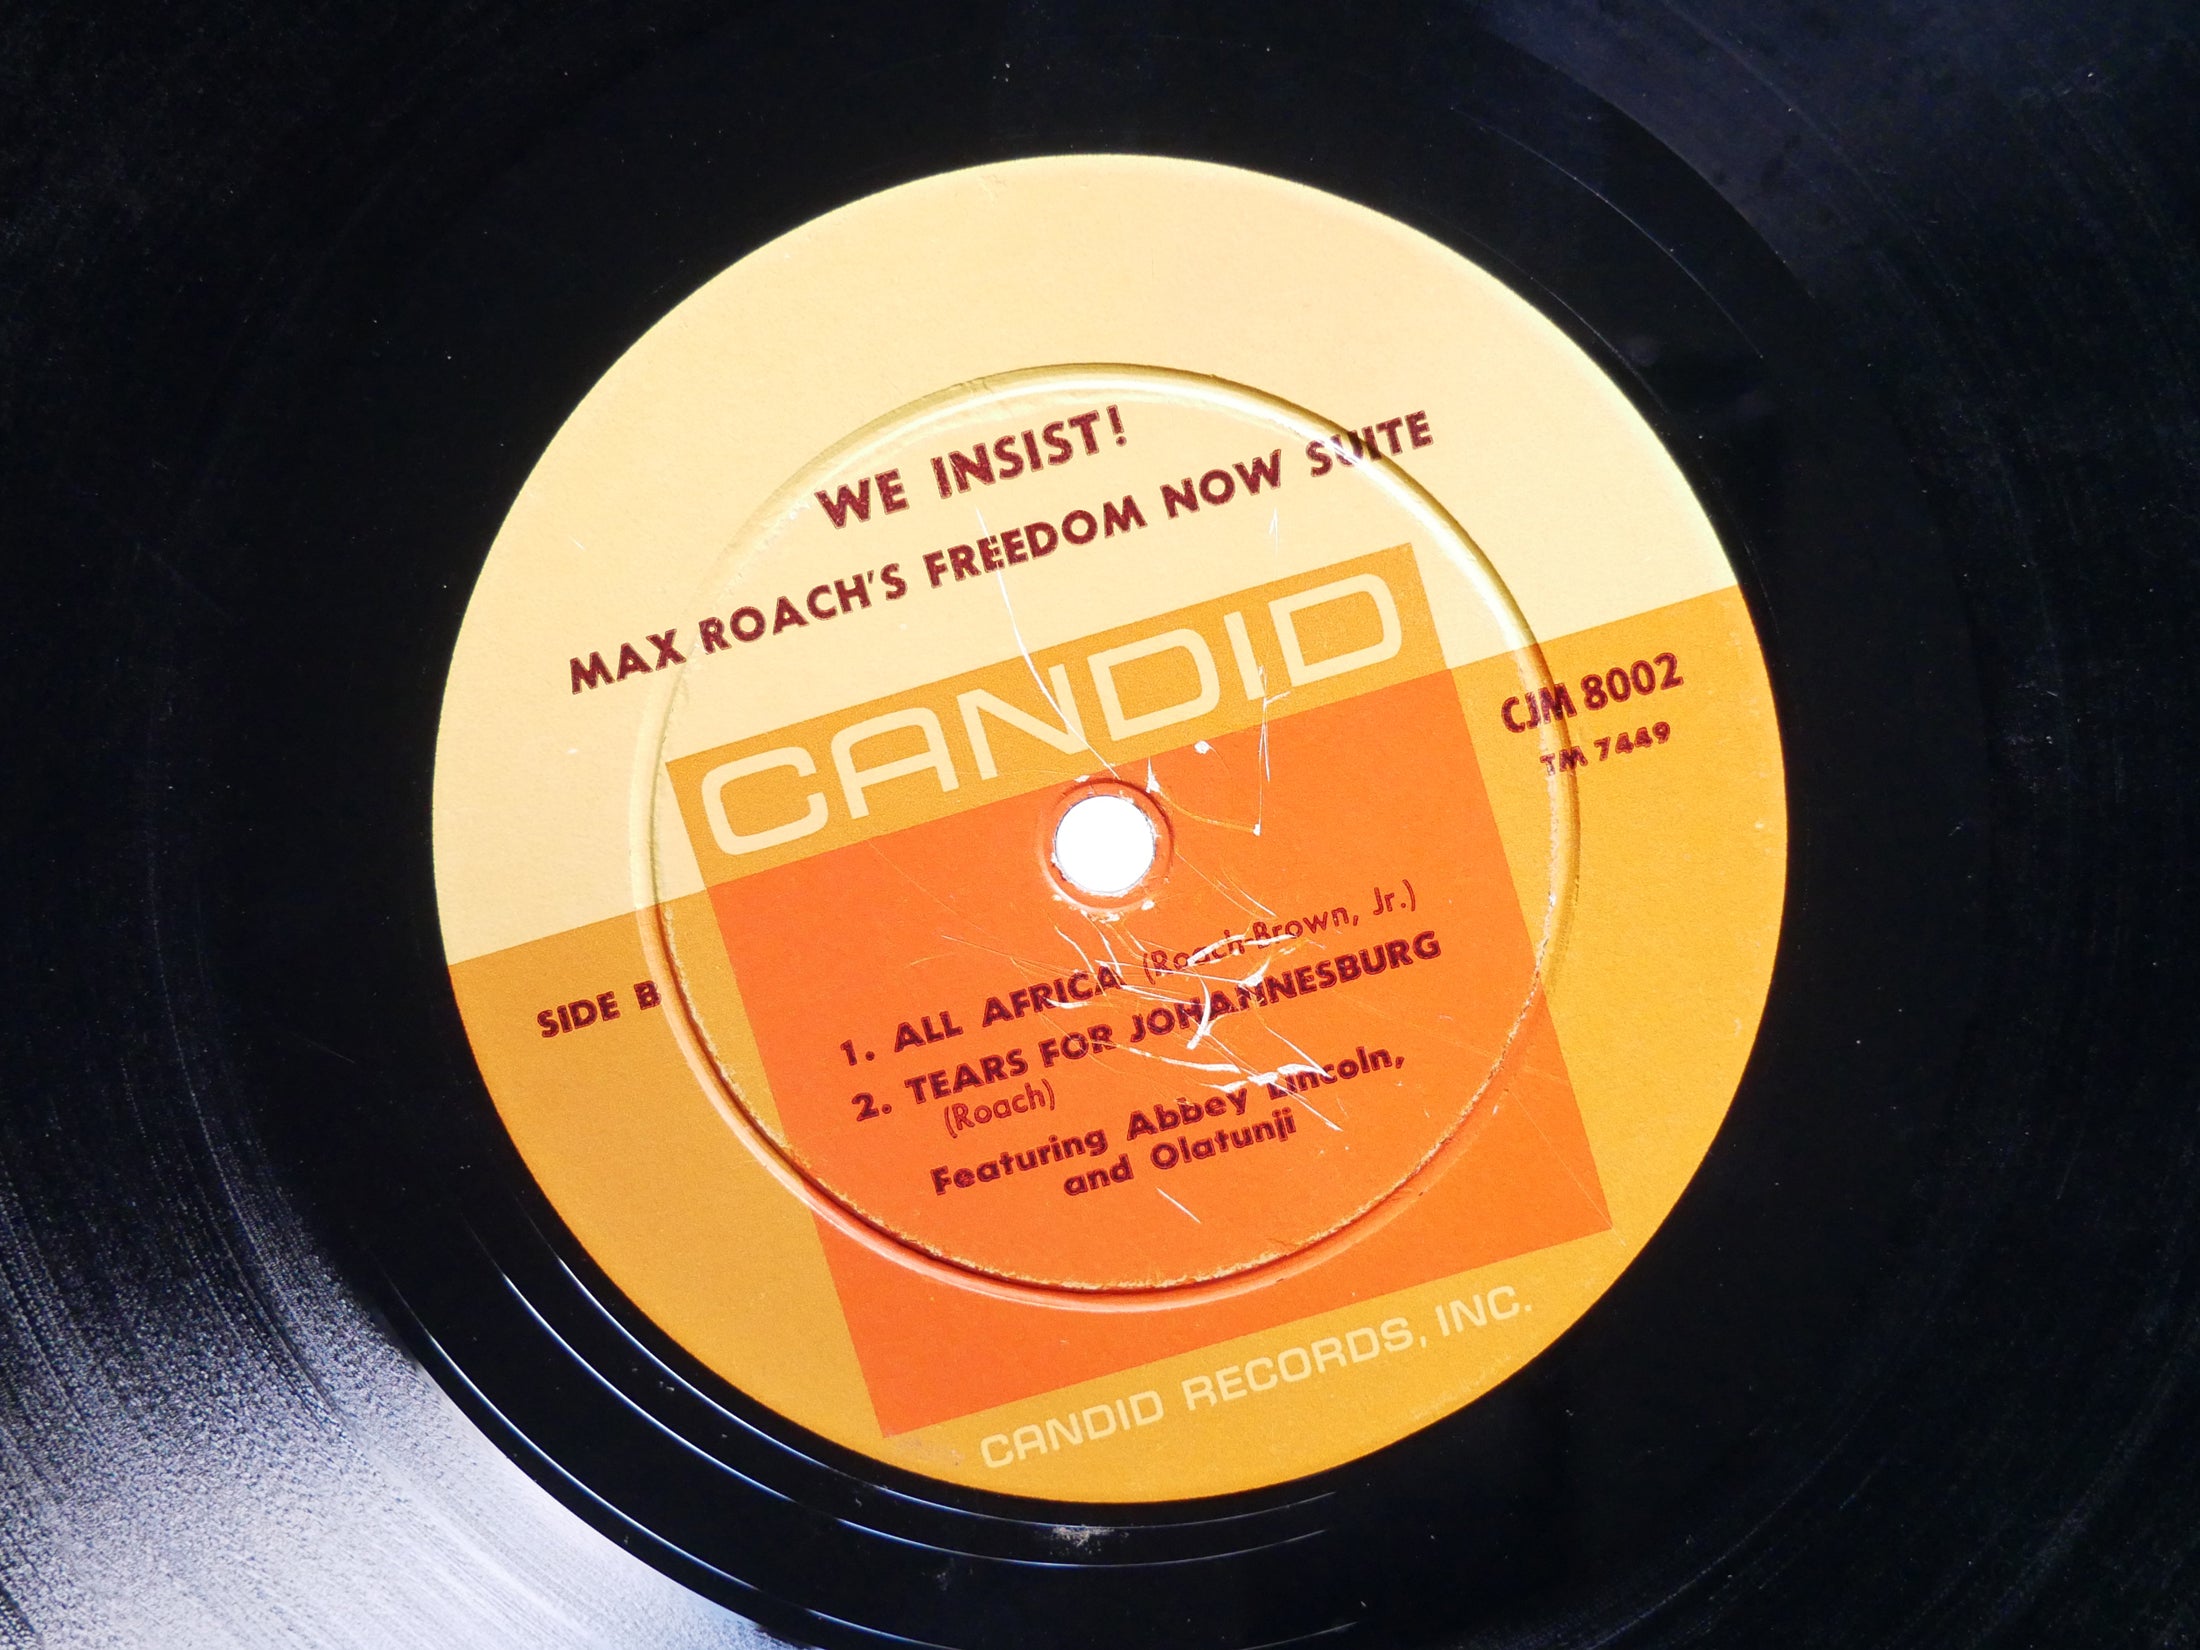 WE INSIST!
MAX ROACH'S FREEDOM NOW SUITE
CANDID
CJM 8002
TM 7449
SIDE B
1. ALL AFRICA (Roach-Brown, Jr.)
2. TEARS FOR JOHANNESBURG
(Roach)
Featuring Abbey Lincoln,
and Olatunji
CANDID RECORDS, INC.